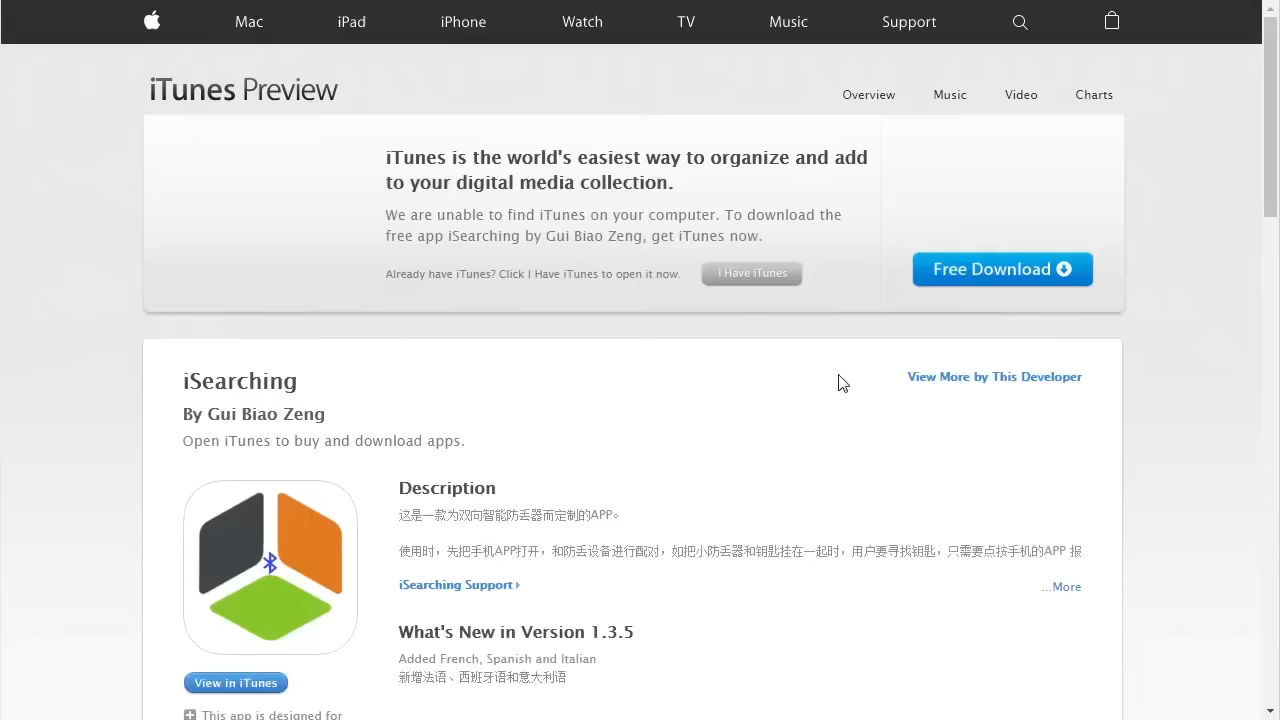 Mac iPad iPhone Watch TV Music Support
iTunes Preview
Overview Music Video Charts
iTunes is the world's easiest way to organize and add
to your digital media collection.
We are unable to find iTunes on your computer. To download the
free app iSearching by Gui Biao Zeng, get iTunes now.
Already have iTunes? Click I Have iTunes to open it now.
I Have iTunes
Free Download
iSearching
View More by This Developer
By Gui Biao Zeng
Open iTunes to buy and download apps.
Description
这是一款为双向智能防丢器而定制的APP。
使用时，先把手机APP打开，和防丢设备进行配对，如把小防丢器和钥匙挂在一起时，用户要寻找钥匙，只需要点按手机的APP 报
iSearching Support
...More
What's New in Version 1.3.5
Added French, Spanish and Italian
新增法语、西班牙语和意大利语
View in iTunes
This app is designed for